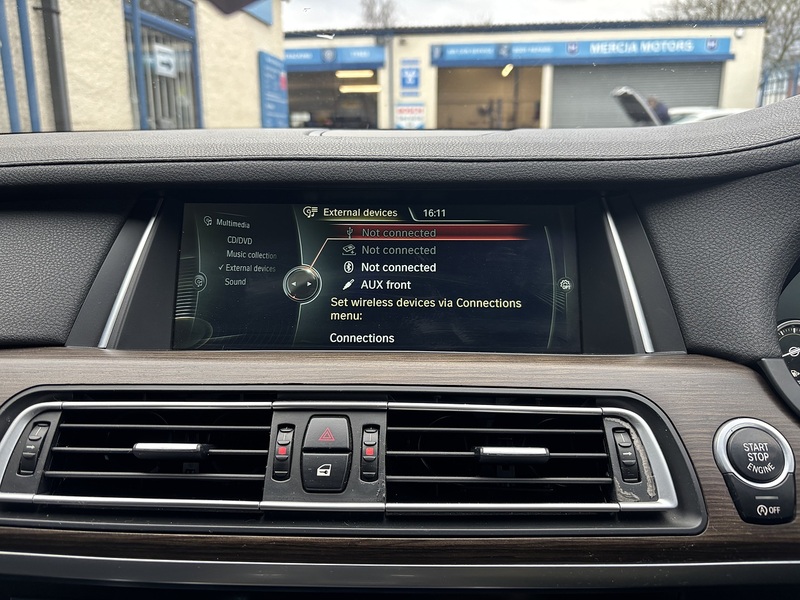 MERCIA MOTORS
External devices
16:11
Multimedia
CD/DVD
Music collection
External devices
Sound
Not connected
Not connected
Not connected
AUX front
Set wireless devices via Connections
menu:
Connections
START
STOP
ENGINE
OFF